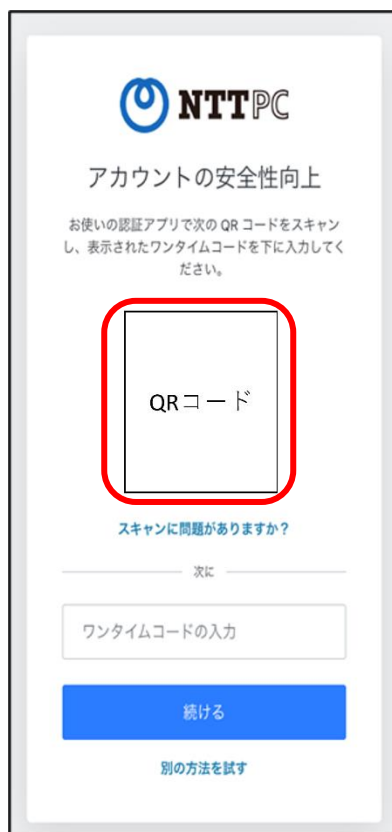 NTTPC
アカウントの安全性向上
お使いの認証アプリで次の QR コードをスキャン
し、表示されたワンタイムコードを下に入力してく
ださい。
QRコード
スキャンに問題がありますか？
次に
ワンタイムコードの入力
続ける
別の方法を試す